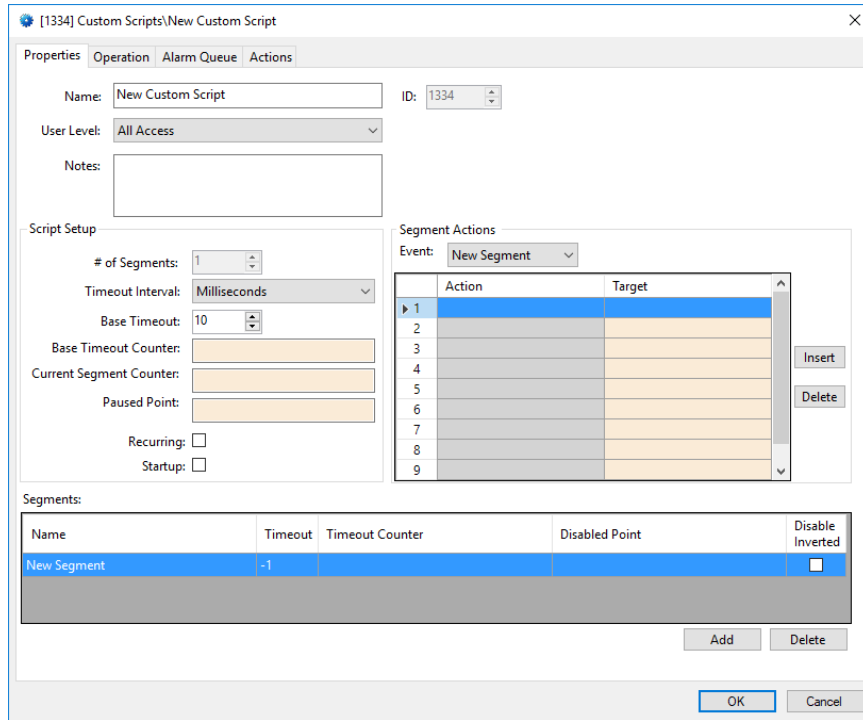 [1334] Custom Scripts\New Custom Script
Properties Operation Alarm Queue Actions
Name: New Custom Script ID: 1334
User Level: All Access
Notes:
Script Setup
# of Segments: 1
Timeout Interval: Milliseconds
Base Timeout: 10
Base Timeout Counter:
Current Segment Counter:
Paused Point:
Recurring:
Startup:
Segment Actions
Event: New Segment
Action Target
1
2
3
4
5
6
7
8
9
Insert
Delete
Segments:
Name Timeout Timeout Counter Disabled Point Disable
Inverted
New Segment -1
Add Delete
OK Cancel